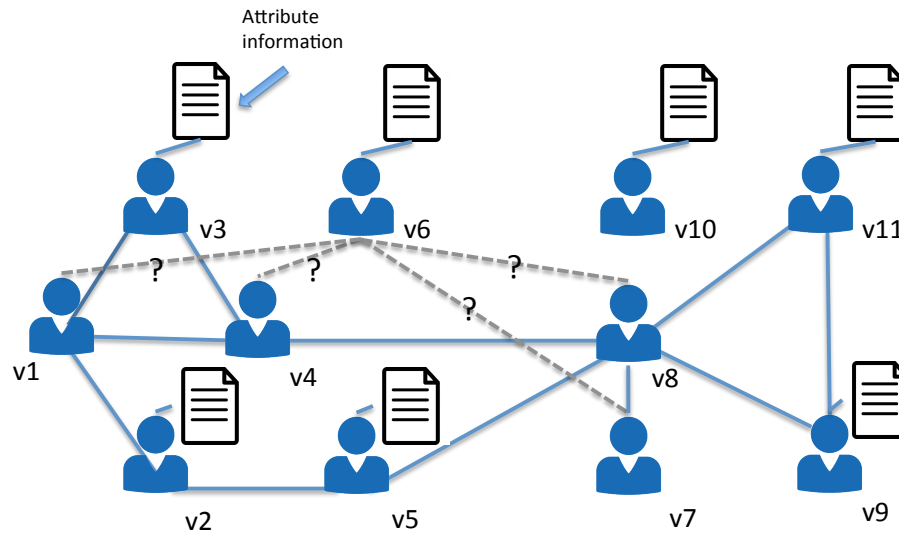 Attribute
information
v3
v6
v10
v11
?
?
?
?
v1
v4
v8
v2
v5
v7
v9